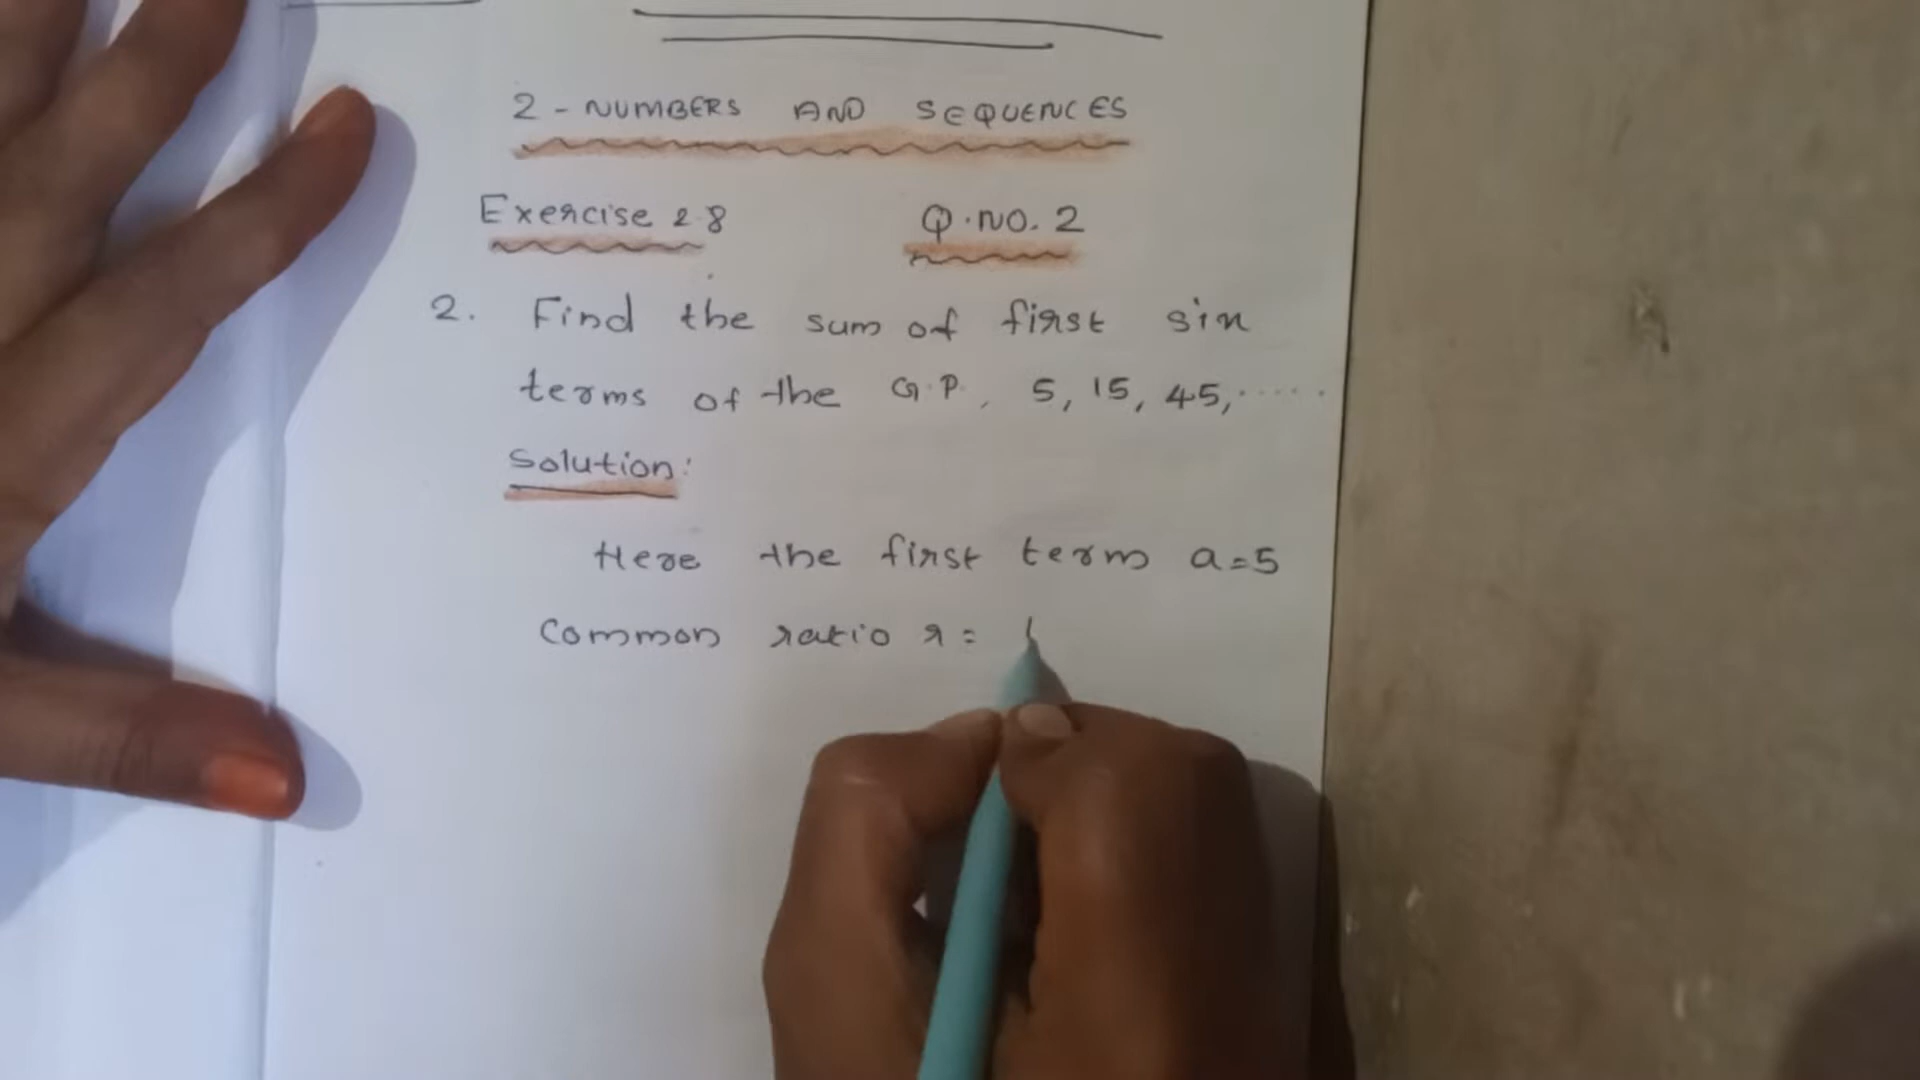 2 - NUMBERS AND SEQUENCES
Exercise 2.8 Q.NO. 2
2. Find the sum of first six
terms of the G.P. 5, 15, 45, .....
Solution:
Here the first term a=5
Common ratio r=